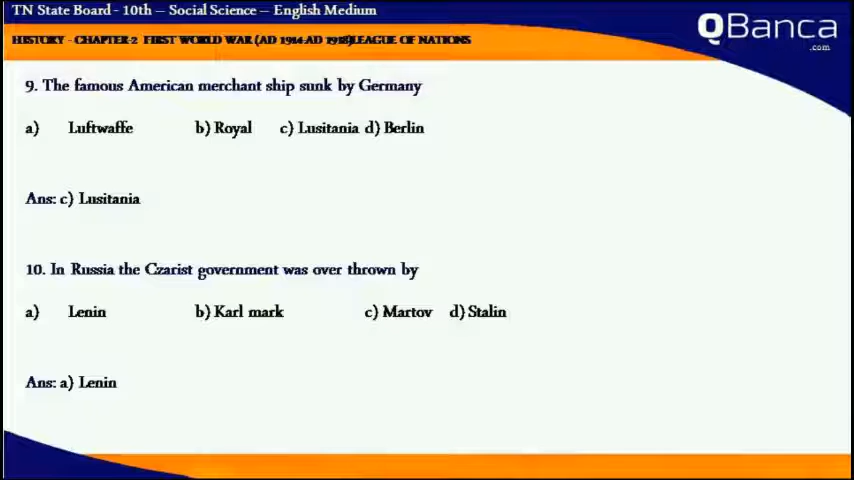 TN State Board - 10th – Social Science – English Medium
QBanca
.com
HISTORY - CHAPTER-2 FIRST WORLD WAR (AD 1914-AD 1918)LEAGUE OF NATIONS
9. The famous American merchant ship sunk by Germany
a) Luftwaffe b) Royal c) Lusitania d) Berlin
Ans: c) Lusitania
10. In Russia the Czarist government was over thrown by
a) Lenin b) Karl mark c) Martov d) Stalin
Ans: a) Lenin